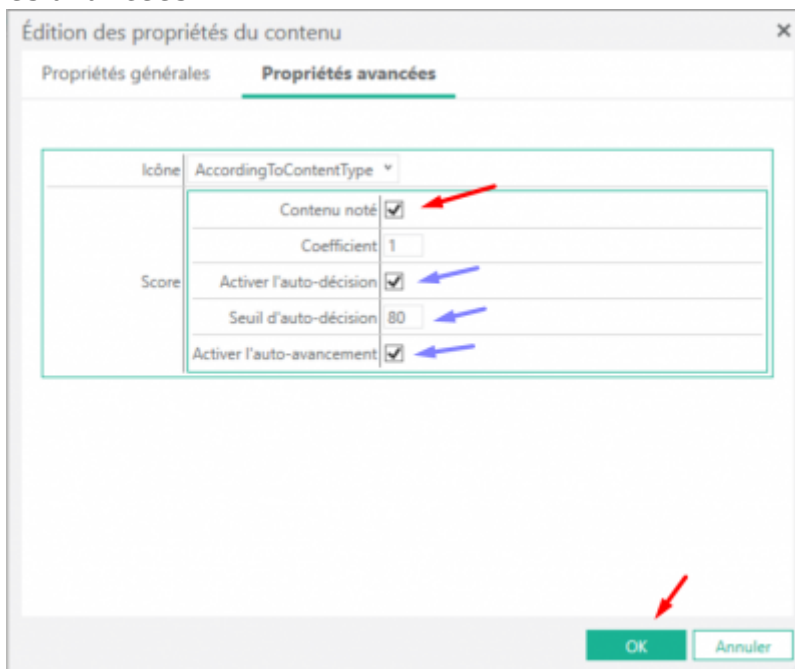 Édition des propriétés du contenu
Propriétés générales Propriétés avancées
Icône AccordingToContentType
Contenu noté
Coefficient 1
Score Activer l'auto-décision
Seuil d'auto-décision 80
Activer l'auto-avancement
OK Annuler